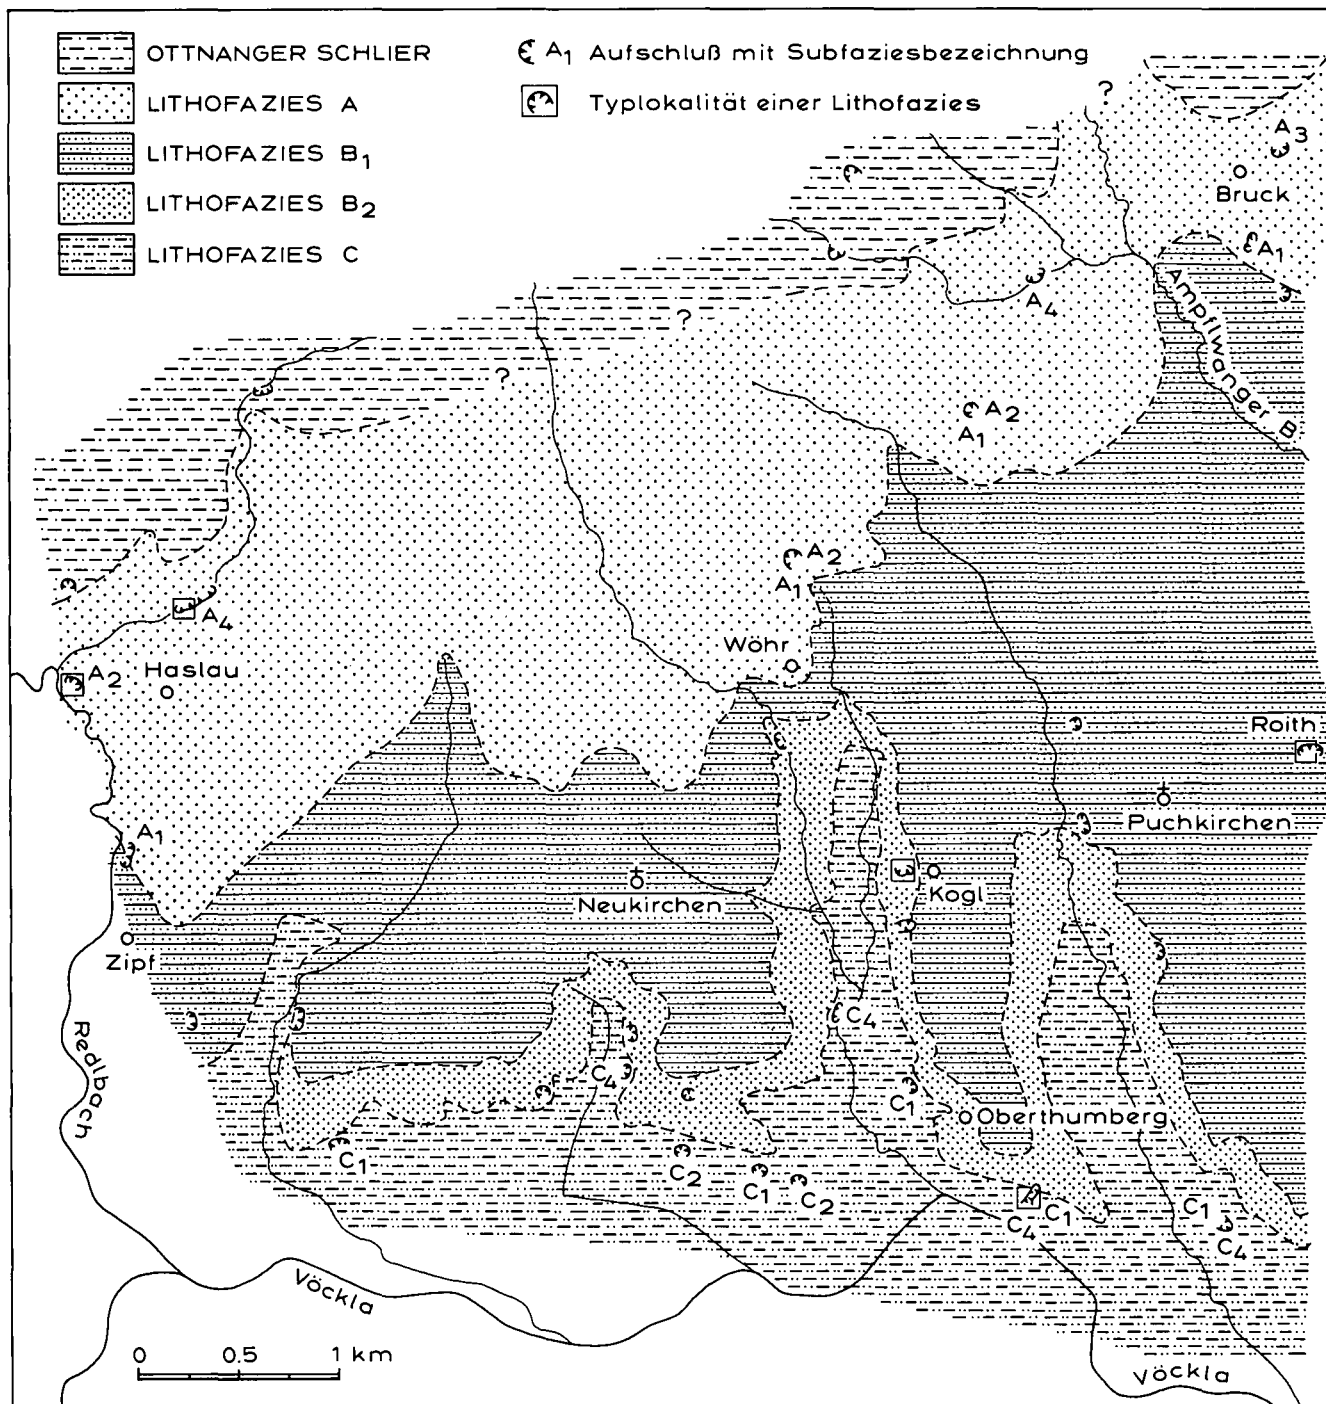 OTTNANGER SCHLIER
LITHOFAZIES A
LITHOFAZIES B₁
LITHOFAZIES B₂
LITHOFAZIES C
A₁ Aufschluß mit Subfaziesbezeichnung
Typlokalität einer Lithofazies
?
A₃
Bruck
A₁
Ampflwanger B.
A₄
?
?
A₂
A₁
A₂
A₁
A₄
Wöhr
A₂
Haslau
Roith
Puchkirchen
A₁
Kogl
Neukirchen
Zipf
Redlbach
C₄
C₄
C₁
Oberthumberg
C₁
C₂
C₁
C₂
C₁
C₄
C₁
C₄
Vöckla
0 0.5 1 km
Vöckla